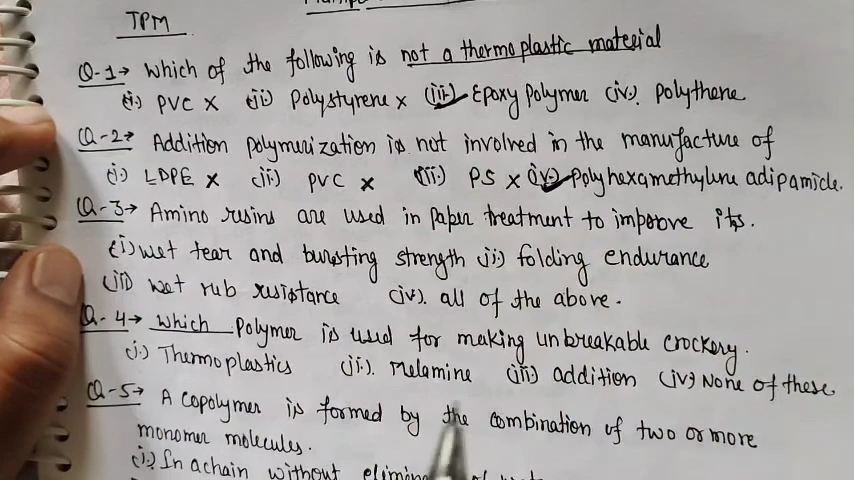 TPM
Q-1→ Which of the following is not a thermoplastic material
(i.) PVC × (ii) Polystyrene × (iii) Epoxy Polymer (iv). Polythene
Q-2→ Addition polymerization is not involved in the manufacture of
(i) LDPE × (ii) PVC × (iii) PS × (iv) Polyhexamethylene adipamide.
Q-3→ Amino resins are used in paper treatment to improve its.
(i) wet tear and bursting strength (ii) folding endurance
(iii) wet rub resistance (iv). all of the above.
Q-4→ which Polymer is used for making unbreakable crockery.
(i.) Thermoplastics (ii). Melamine (iii) addition (iv) None of these.
Q-5→ A copolymer is formed by the combination of two or more
monomer molecules.
(i.) In a chain without